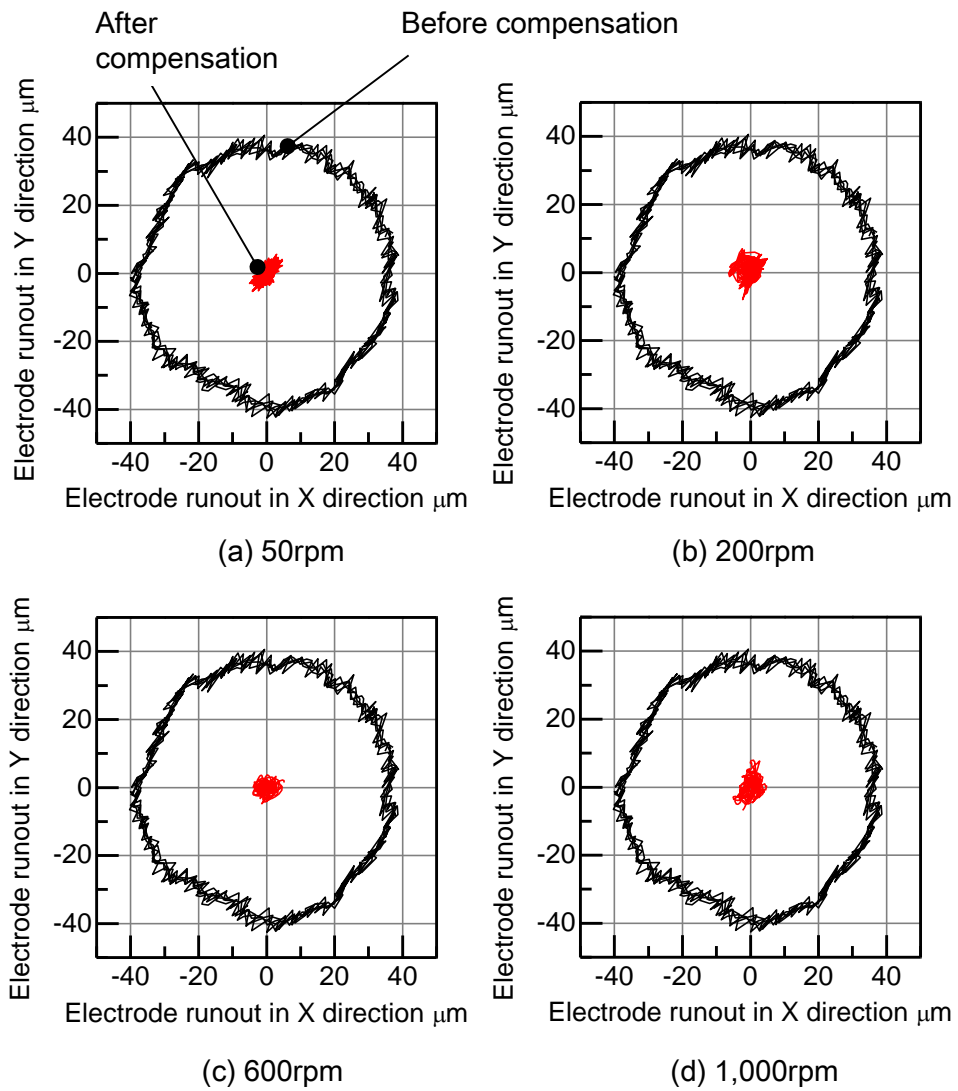 After
compensation
Before compensation
Electrode runout in Y direction μm
40
20
0
-20
-40
-40 -20 0 20 40
Electrode runout in X direction μm
(a) 50rpm
Electrode runout in Y direction μm
40
20
0
-20
-40
-40 -20 0 20 40
Electrode runout in X direction μm
(b) 200rpm
Electrode runout in Y direction μm
40
20
0
-20
-40
-40 -20 0 20 40
Electrode runout in X direction μm
(c) 600rpm
Electrode runout in Y direction μm
40
20
0
-20
-40
-40 -20 0 20 40
Electrode runout in X direction μm
(d) 1,000rpm